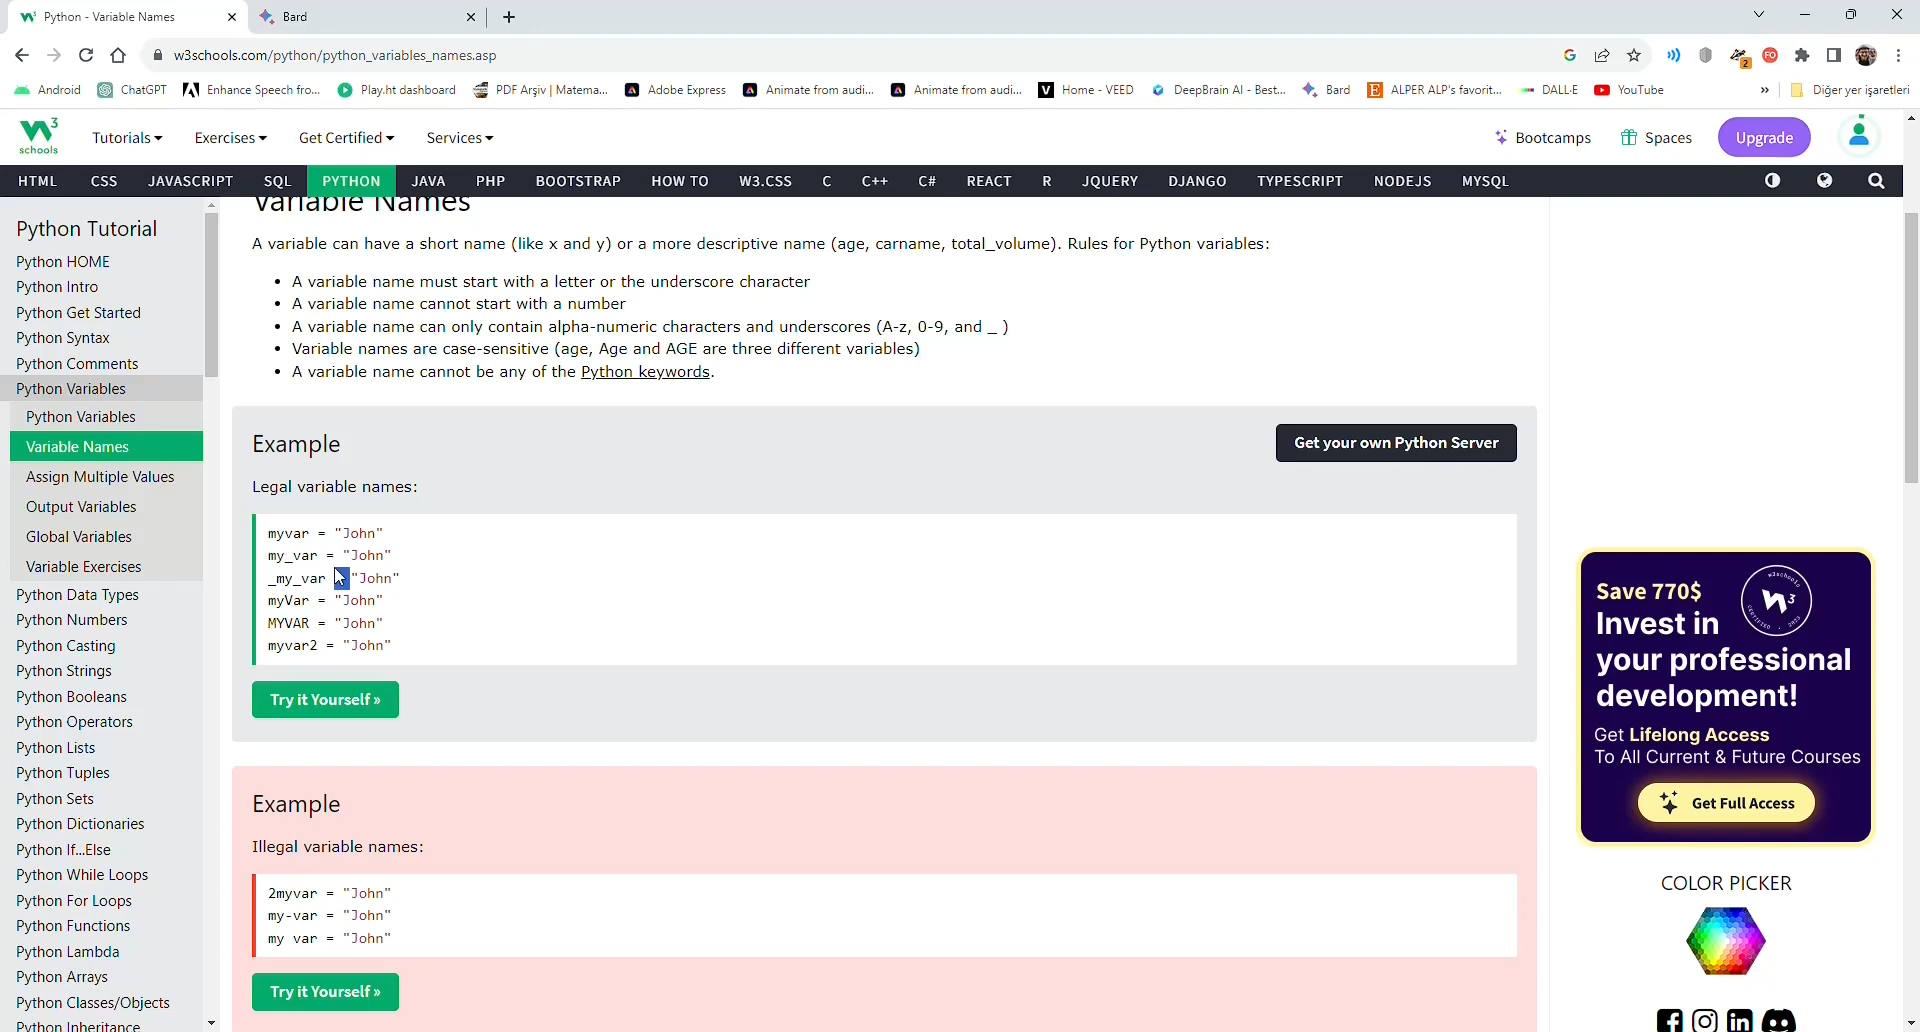 Python - Variable Names
Bard
w3schools.com/python/python_variables_names.asp
2
FO
Android
ChatGPT
Enhance Speech fro...
Play.ht dashboard
PDF Arşiv | Matema...
Adobe Express
Animate from audi...
Animate from audi...
Home - VEED
DeepBrain AI - Best...
Bard
ALPER ALP's favorit...
DALL·E
YouTube
»
Diğer yer işaretleri
W3 schools
Tutorials
Exercises
Get Certified
Services
Bootcamps
Spaces
Upgrade
HTML CSS JAVASCRIPT SQL PYTHON JAVA PHP BOOTSTRAP HOW TO W3.CSS C C++ C# REACT R JQUERY DJANGO TYPESCRIPT NODEJS MYSQL
Python Tutorial
Python HOME
Python Intro
Python Get Started
Python Syntax
Python Comments
Python Variables
Python Variables
Variable Names
Assign Multiple Values
Output Variables
Global Variables
Variable Exercises
Python Data Types
Python Numbers
Python Casting
Python Strings
Python Booleans
Python Operators
Python Lists
Python Tuples
Python Sets
Python Dictionaries
Python If...Else
Python While Loops
Python For Loops
Python Functions
Python Lambda
Python Arrays
Python Classes/Objects
Python Inheritance
Variable Names
A variable can have a short name (like x and y) or a more descriptive name (age, carname, total_volume). Rules for Python variables:
• A variable name must start with a letter or the underscore character
• A variable name cannot start with a number
• A variable name can only contain alpha-numeric characters and underscores (A-z, 0-9, and _ )
• Variable names are case-sensitive (age, Age and AGE are three different variables)
• A variable name cannot be any of the Python keywords.
Example
Get your own Python Server
Legal variable names:
myvar = "John"
my_var = "John"
_my_var "John"
myVar = "John"
MYVAR = "John"
myvar2 = "John"
Try it Yourself »
Example
Illegal variable names:
2myvar = "John"
my-var = "John"
my var = "John"
Try it Yourself »
Save 770$
Invest in
your professional
development!
Get Lifelong Access
To All Current & Future Courses
Get Full Access
COLOR PICKER